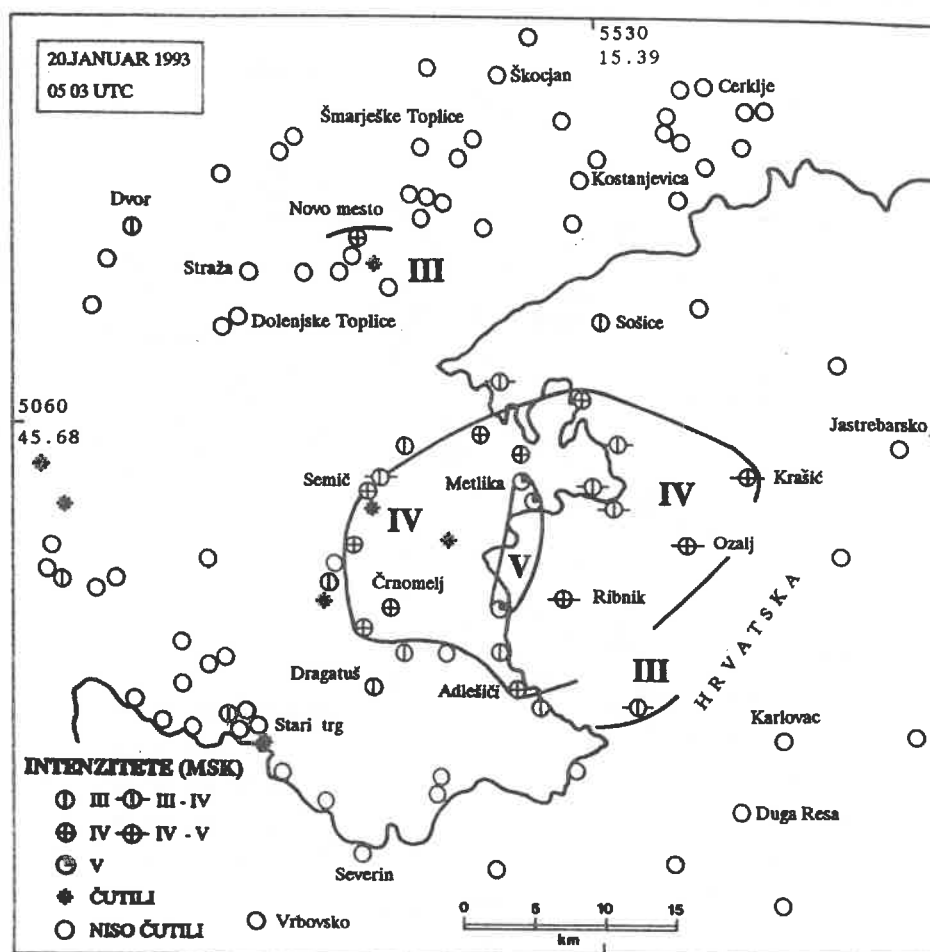 20.JANUAR 1993
05 03 UTC
5530
15.39
Škocjan
Cerklje
Šmarješke Toplice
Kostanjevica
Dvor
Novo mesto
Straža
III
Dolenjske Toplice
Sošice
5060
45.68
Jastrebarsko
Semič
Metlika
IV
IV
Krašić
V
Ozalj
Črnomelj
Ribnik
HRVATSKA
Dragatuš
Adlešiči
III
Stari trg
Karlovac
INTENZITETE (MSK)
III III - IV
IV IV - V
V
ČUTILI
NISO ČUTILI
Duga Resa
Severin
Vrbovsko
0 5 10 15
km